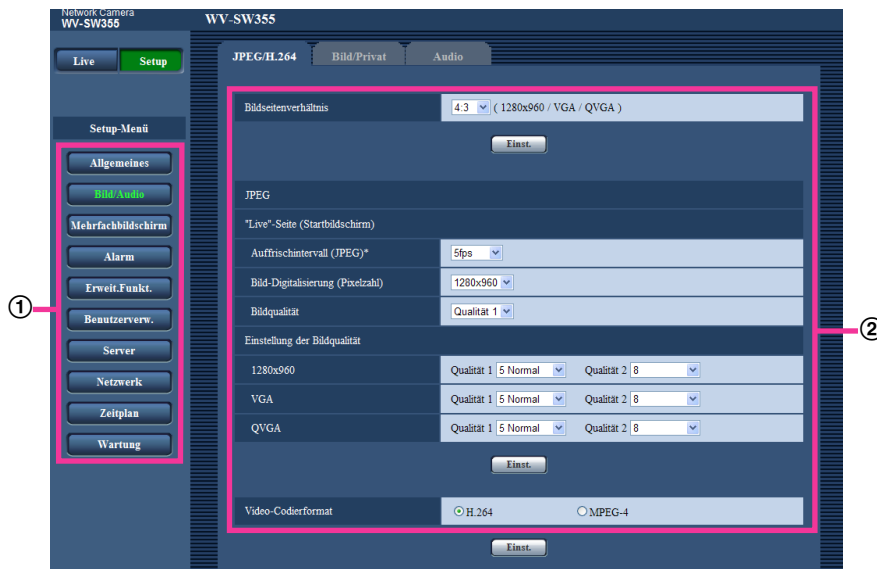 Network Camera
WV-SW355
WV-SW355
Live Setup
JPEG/H.264 Bild/Privat Audio
Setup-Menü
Allgemeines
Bild/Audio
Mehrfachbildschirm
Alarm
Erweit.Funkt.
Benutzerverw.
Server
Netzwerk
Zeitplan
Wartung
①
Bildseitenverhältnis 4:3 ( 1280x960 / VGA / QVGA )
Einst.
JPEG
"Live"-Seite (Startbildschirm)
Auffrischintervall (JPEG)* 5fps
Bild-Digitalisierung (Pixelzahl) 1280x960
Bildqualität Qualität 1
Einstellung der Bildqualität
1280x960 Qualität 1 5 Normal Qualität 2 8
VGA Qualität 1 5 Normal Qualität 2 8
QVGA Qualität 1 5 Normal Qualität 2 8
Einst.
Video-Codierformat H.264 MPEG-4
Einst.
②